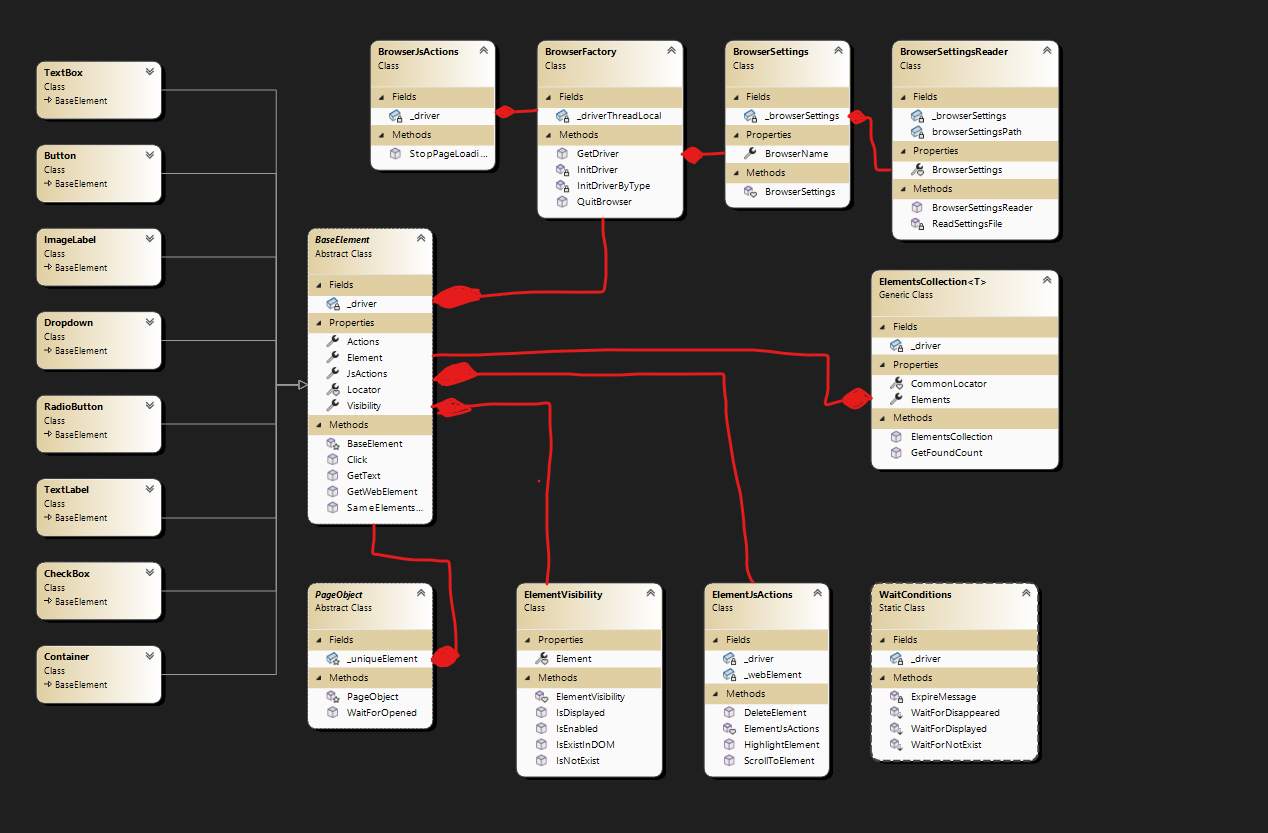 TextBox
Class
BaseElement
Button
Class
BaseElement
ImageLabel
Class
BaseElement
Dropdown
Class
BaseElement
RadioButton
Class
BaseElement
TextLabel
Class
BaseElement
CheckBox
Class
BaseElement
Container
Class
BaseElement
BrowserJsActions
Class
Fields
_driver
Methods
StopPageLoadi...
BrowserFactory
Class
Fields
_driverThreadLocal
Methods
GetDriver
InitDriver
InitDriverByType
QuitBrowser
BrowserSettings
Class
Fields
_browserSettings
Properties
BrowserName
Methods
BrowserSettings
BrowserSettingsReader
Class
Fields
_browserSettings
browserSettingsPath
Properties
BrowserSettings
Methods
BrowserSettingsReader
ReadSettingsFile
BaseElement
Abstract Class
Fields
_driver
Properties
Actions
Element
JsActions
Locator
Visibility
Methods
BaseElement
Click
GetText
GetWebElement
SameElements...
ElementsCollection<T>
Generic Class
Fields
_driver
Properties
CommonLocator
Elements
Methods
ElementsCollection
GetFoundCount
PageObject
Abstract Class
Fields
_uniqueElement
Methods
PageObject
WaitForOpened
ElementVisibility
Class
Properties
Element
Methods
ElementVisibility
IsDisplayed
IsEnabled
IsExistInDOM
IsNotExist
ElementJsActions
Class
Fields
_driver
_webElement
Methods
DeleteElement
ElementJsActions
HighlightElement
ScrollToElement
WaitConditions
Static Class
Fields
_driver
Methods
ExpireMessage
WaitForDisappeared
WaitForDisplayed
WaitForNotExist